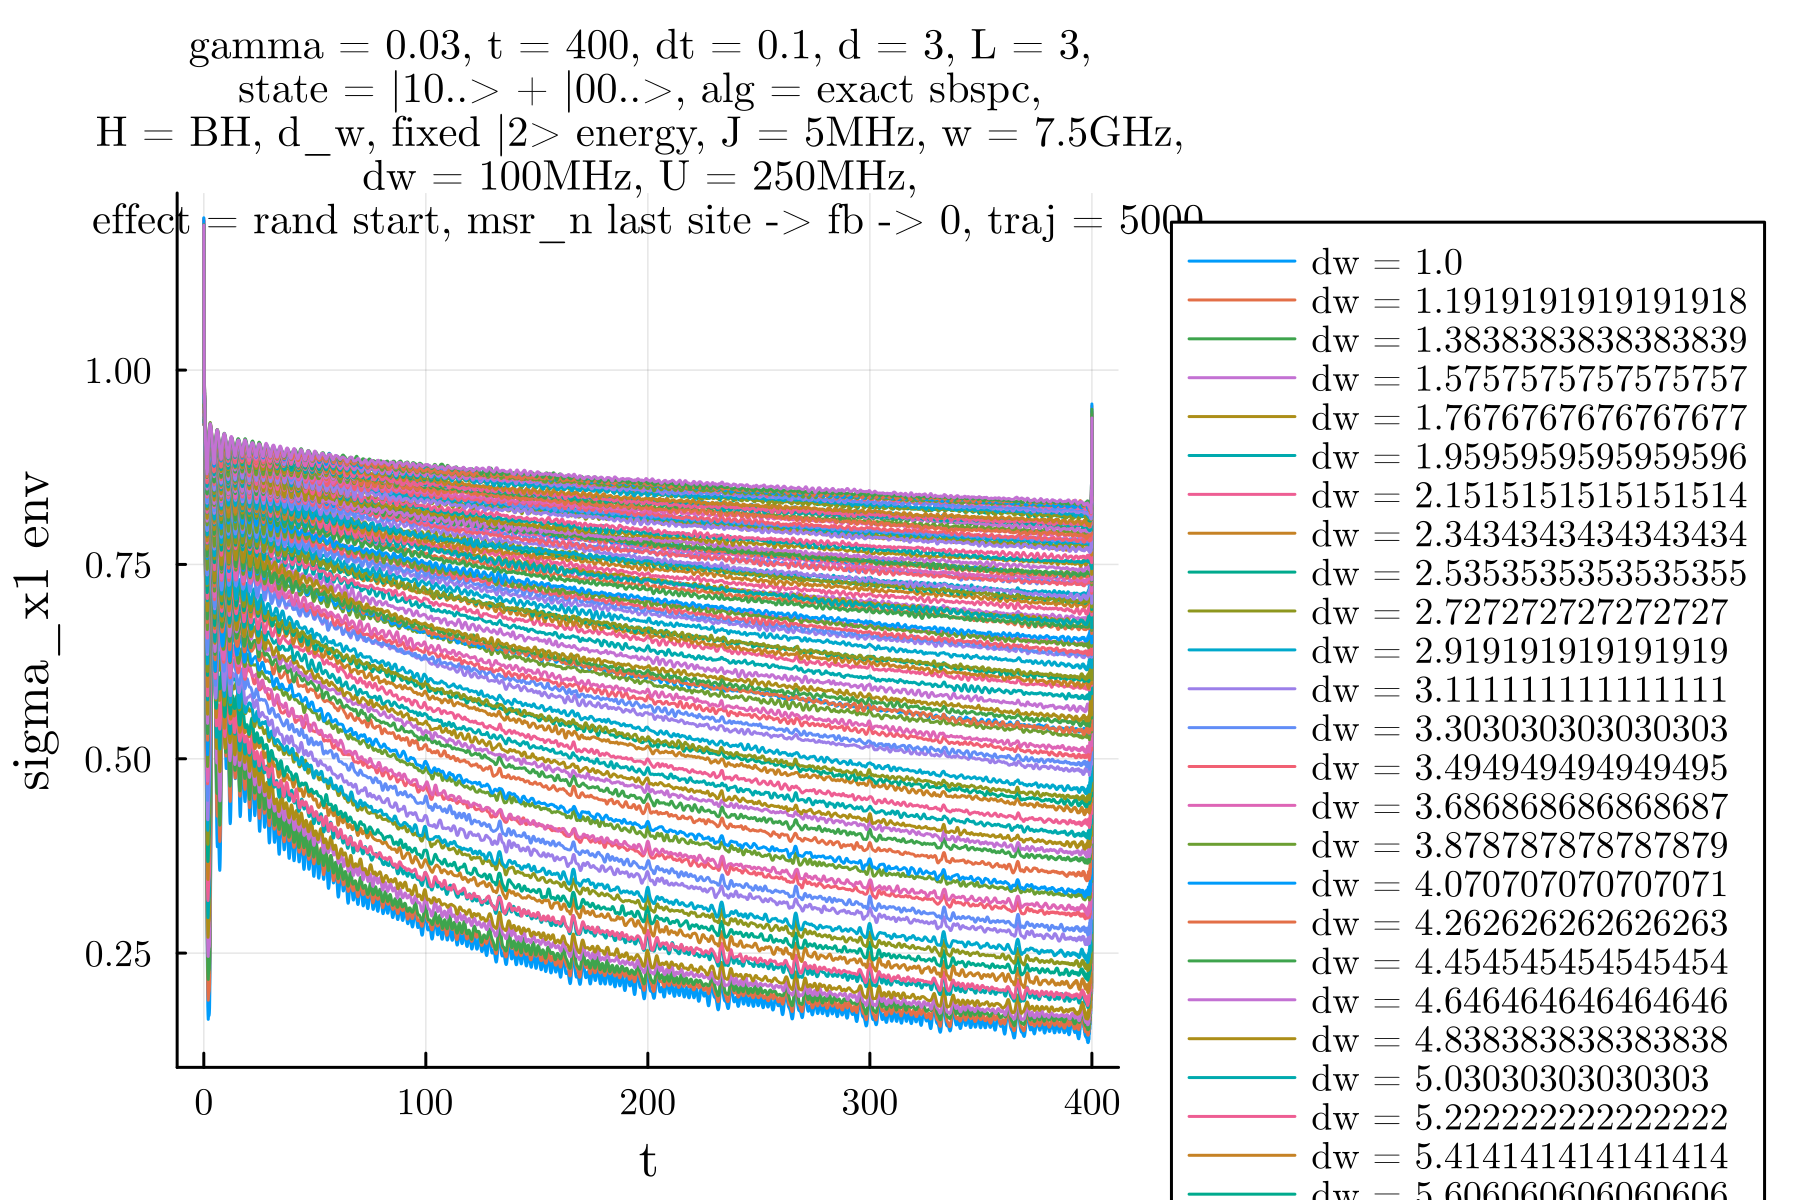 gamma = 0.03, t = 400, dt = 0.1, d = 3, L = 3,
state = |10..> + |00..>, alg = exact sbspc,
H = BH, d_w, fixed |2> energy, J = 5MHz, w = 7.5GHz,
dw = 100MHz, U = 250MHz,
effect = rand start, msr_n last site -> fb -> 0, traj = 5000
sigma_x1 env
1.00
0.75
0.50
0.25
0 100 200 300 400
t
dw = 1.0
dw = 1.1919191919191918
dw = 1.3838383838383839
dw = 1.5757575757575757
dw = 1.7676767676767677
dw = 1.9595959595959596
dw = 2.1515151515151514
dw = 2.3434343434343434
dw = 2.5353535353535355
dw = 2.727272727272727
dw = 2.919191919191919
dw = 3.111111111111111
dw = 3.303030303030303
dw = 3.494949494949495
dw = 3.686868686868687
dw = 3.878787878787879
dw = 4.070707070707071
dw = 4.262626262626263
dw = 4.454545454545454
dw = 4.646464646464646
dw = 4.838383838383838
dw = 5.03030303030303
dw = 5.222222222222222
dw = 5.414141414141414
dw = 5.606060606060606